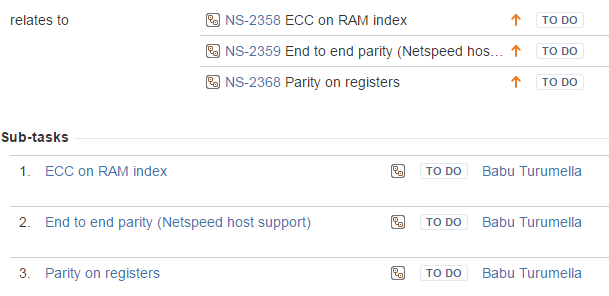 relates to NS-2358 ECC on RAM index TO DO
NS-2359 End to end parity (Netspeed hos... TO DO
NS-2368 Parity on registers TO DO
Sub-tasks
1. ECC on RAM index TO DO Babu Turumella
2. End to end parity (Netspeed host support) TO DO Babu Turumella
3. Parity on registers TO DO Babu Turumella